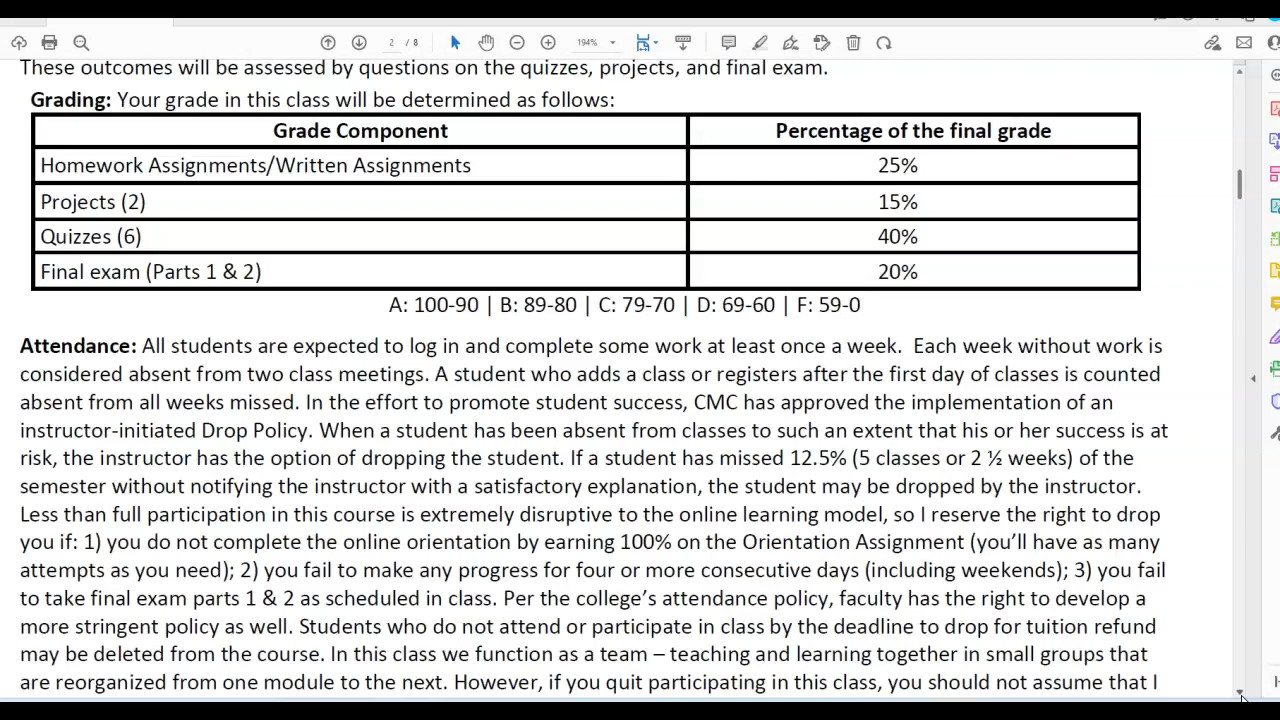 2 / 8
194%
These outcomes will be assessed by questions on the quizzes, projects, and final exam.
Grading: Your grade in this class will be determined as follows:
Grade Component Percentage of the final grade
Homework Assignments/Written Assignments 25%
Projects (2) 15%
Quizzes (6) 40%
Final exam (Parts 1 & 2) 20%
A: 100-90 | B: 89-80 | C: 79-70 | D: 69-60 | F: 59-0
Attendance: All students are expected to log in and complete some work at least once a week. Each week without work is
considered absent from two class meetings. A student who adds a class or registers after the first day of classes is counted
absent from all weeks missed. In the effort to promote student success, CMC has approved the implementation of an
instructor-initiated Drop Policy. When a student has been absent from classes to such an extent that his or her success is at
risk, the instructor has the option of dropping the student. If a student has missed 12.5% (5 classes or 2 ½ weeks) of the
semester without notifying the instructor with a satisfactory explanation, the student may be dropped by the instructor.
Less than full participation in this course is extremely disruptive to the online learning model, so I reserve the right to drop
you if: 1) you do not complete the online orientation by earning 100% on the Orientation Assignment (you’ll have as many
attempts as you need); 2) you fail to make any progress for four or more consecutive days (including weekends); 3) you fail
to take final exam parts 1 & 2 as scheduled in class. Per the college’s attendance policy, faculty has the right to develop a
more stringent policy as well. Students who do not attend or participate in class by the deadline to drop for tuition refund
may be deleted from the course. In this class we function as a team – teaching and learning together in small groups that
are reorganized from one module to the next. However, if you quit participating in this class, you should not assume that I